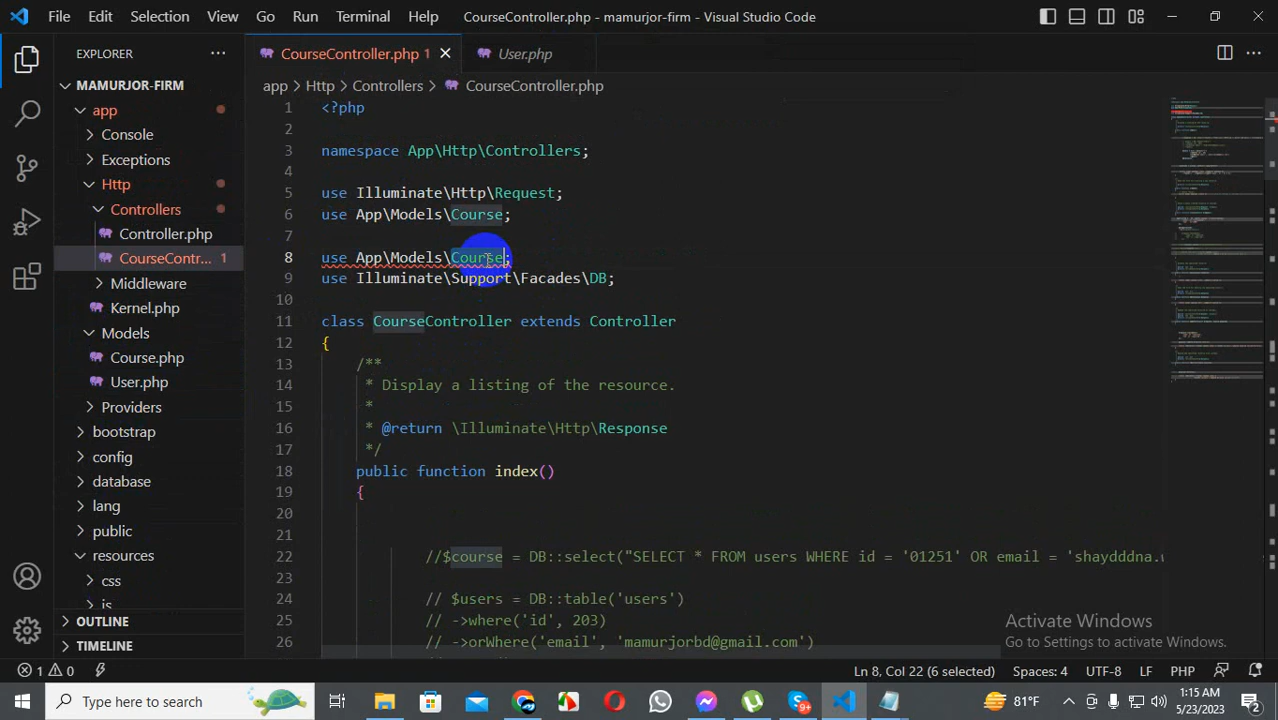 File Edit Selection View Go Run Terminal Help CourseController.php - mamurjor-firm - Visual Studio Code
EXPLORER
MAMURJOR-FIRM
app
Console
Exceptions
Http
Controllers
Controller.php
CourseContr... 1
Middleware
Kernel.php
Models
Course.php
User.php
Providers
bootstrap
config
database
lang
public
resources
css
js
OUTLINE
TIMELINE
CourseController.php 1 User.php
app > Http > Controllers > CourseController.php
1 <?php
2
3 namespace App\Http\Controllers;
4
5 use Illuminate\Http\Request;
6 use App\Models\Course;
7
8 use App\Models\Course;
9 use Illuminate\Support\Facades\DB;
10
11 class CourseController extends Controller
12 {
13 /**
14 * Display a listing of the resource.
15 *
16 * @return \Illuminate\Http\Response
17 */
18 public function index()
19 {
20
21
22 //$course = DB::select("SELECT * FROM users WHERE id = '01251' OR email = 'shaydddna.
23
24 // $users = DB::table('users')
25 // ->where('id', 203)
26 // ->orWhere('email', 'mamurjorbd@gmail.com')
Activate Windows
Go to Settings to activate Windows.
1 0 Ln 8, Col 22 (6 selected) Spaces: 4 UTF-8 LF PHP
Type here to search 9+ 81°F 1:15 AM
5/23/2023 2